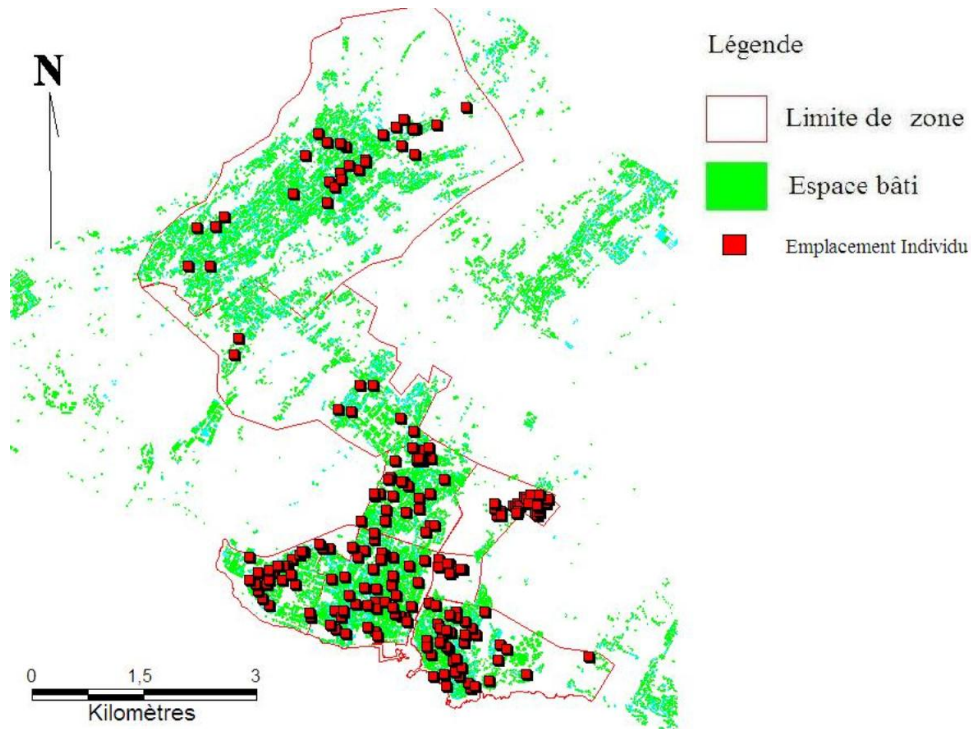 N
Légende
Limite de zone
Espace bâti
Emplacement Individu
0 1,5 3
Kilomètres